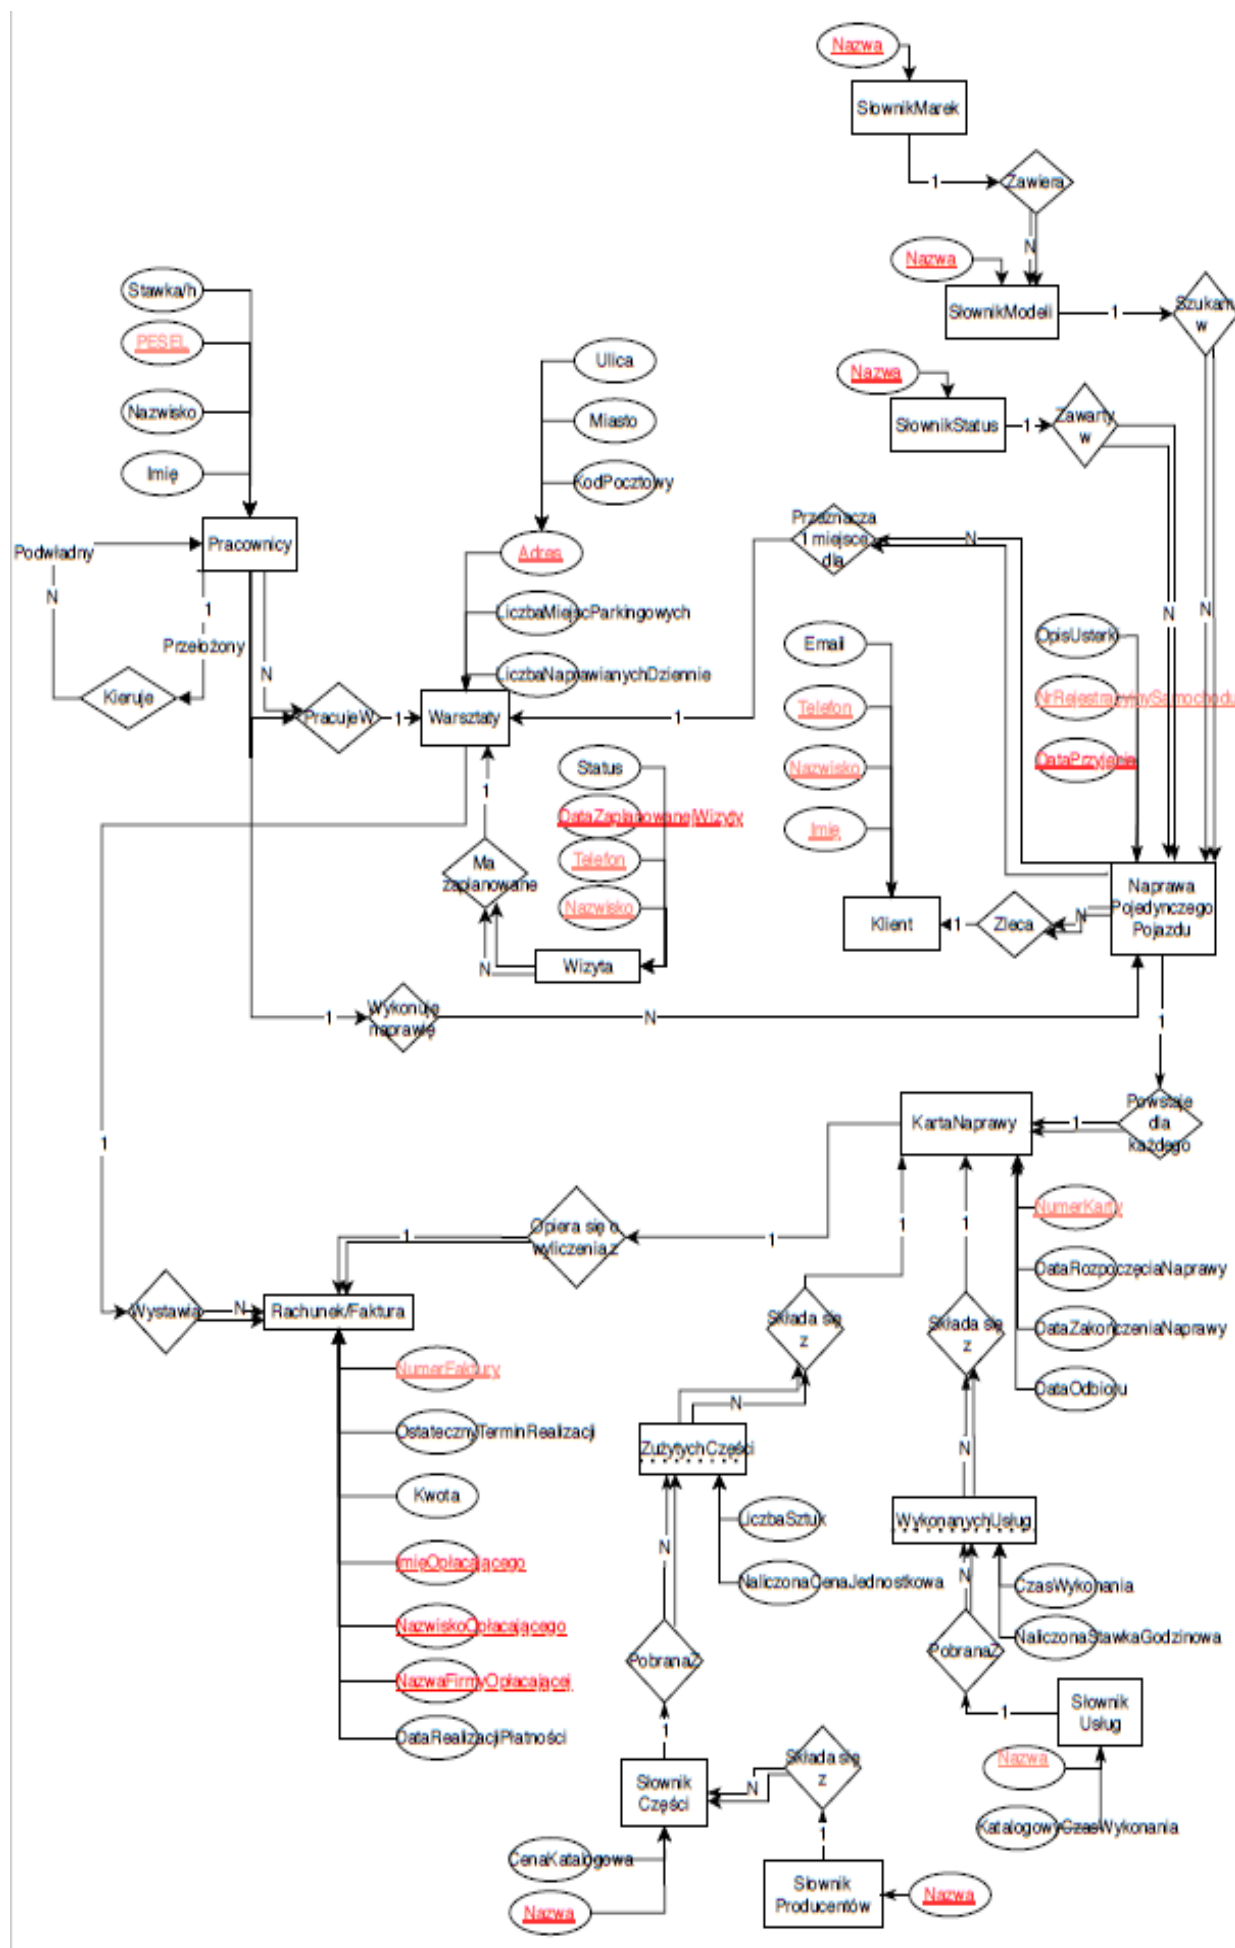 Nazwa
SłownikMarek
1
Zawiera
N
Nazwa
SłownikModeli
1
Szukam
w
Nazwa
SłownikStatus
1
Zawarty
w
N
N
Stawka/h
PESEL
Nazwisko
Imię
Pracownicy
Podwładny
N
1
Przełożony
Kieruje
N
PracujeW
1
Ulica
Miasto
KodPocztowy
Adres
LiczbaMiejscParkingowych
LiczbaNaprawianychDziennie
Warsztaty
1
Przeznacza
1 miejsce
dla
N
Email
Telefon
Nazwisko
Imię
Klient
1
Zleca
N
OpisUsterk
NrRejestracyjnySamochodu
DataPrzyjęcia
Naprawa
Pojedynczego
Pojazdu
1
Ma
zaplanowane
N
Status
DataZaplanowanejWizyty
Telefon
Nazwisko
Wizyta
1
Wykonuje
naprawię
N
1
Powstaje
dla
każdego
1
KartaNaprawy
NumerKarty
DataRozpoczęciaNaprawy
DataZakończeniaNaprawy
DataOdbioru
1
Opiera się o
wyliczenia z
1
1
Wystawia
N
Rachunek/Faktura
NumerFaktury
OstatecznyTerminRealizacji
Kwota
ImięOpłacającego
NazwiskoOpłacającego
NazwaFirmyOpłacającej
DataRealizacjiPłatności
1
Składa się
z
N
ZużytychCzęści
LiczbaSztuk
NaliczonaCenaJednostkowa
N
PobranaZ
1
Słownik
Części
CenaKatalogowa
Nazwa
N
Składa się
z
1
Słownik
Producentów
Nazwa
1
Składa się
z
N
WykonanychUsług
CzasWykonania
NaliczonaStawkaGodzinowa
N
PobranaZ
1
Słownik
Usług
Nazwa
KatalogowyCzasWykonania